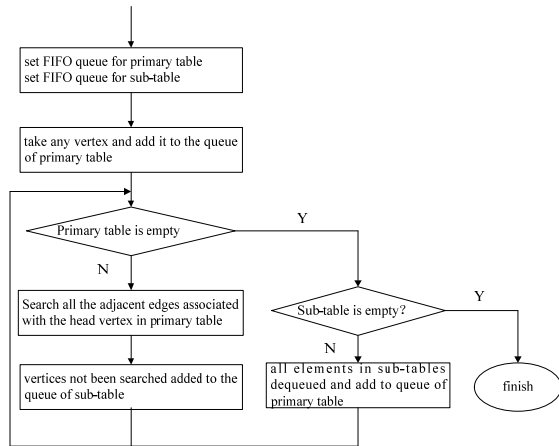 set FIFO queue for primary table
set FIFO queue for sub-table
take any vertex and add it to the queue
of primary table
Primary table is empty
Y
N
Search all the adjacent edges associated
with the head vertex in primary table
Sub-table is empty?
Y
N
vertices not been searched added to the
queue of sub-table
all elements in sub-tables
dequeued and add to queue of
primary table
finish